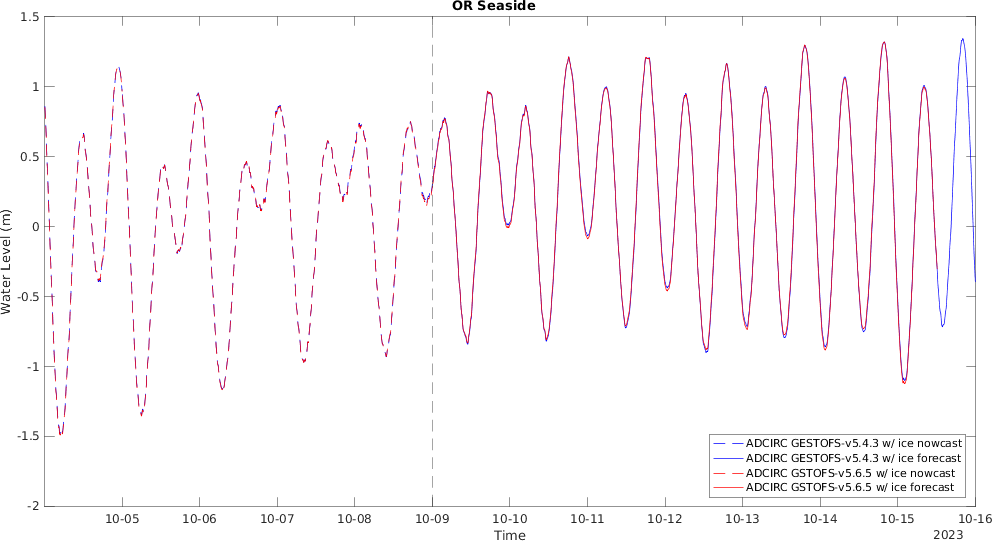 OR Seaside
1.5
1
0.5
0
-0.5
-1
-1.5
-2
Water Level (m)
ADCIRC GESTOFS-v5.4.3 w/ ice nowcast
ADCIRC GESTOFS-v5.4.3 w/ ice forecast
ADCIRC GSTOFS-v5.6.5 w/ ice nowcast
ADCIRC GSTOFS-v5.6.5 w/ ice forecast
10-05 10-06 10-07 10-08 10-09 10-10 10-11 10-12 10-13 10-14 10-15 10-16
Time
2023